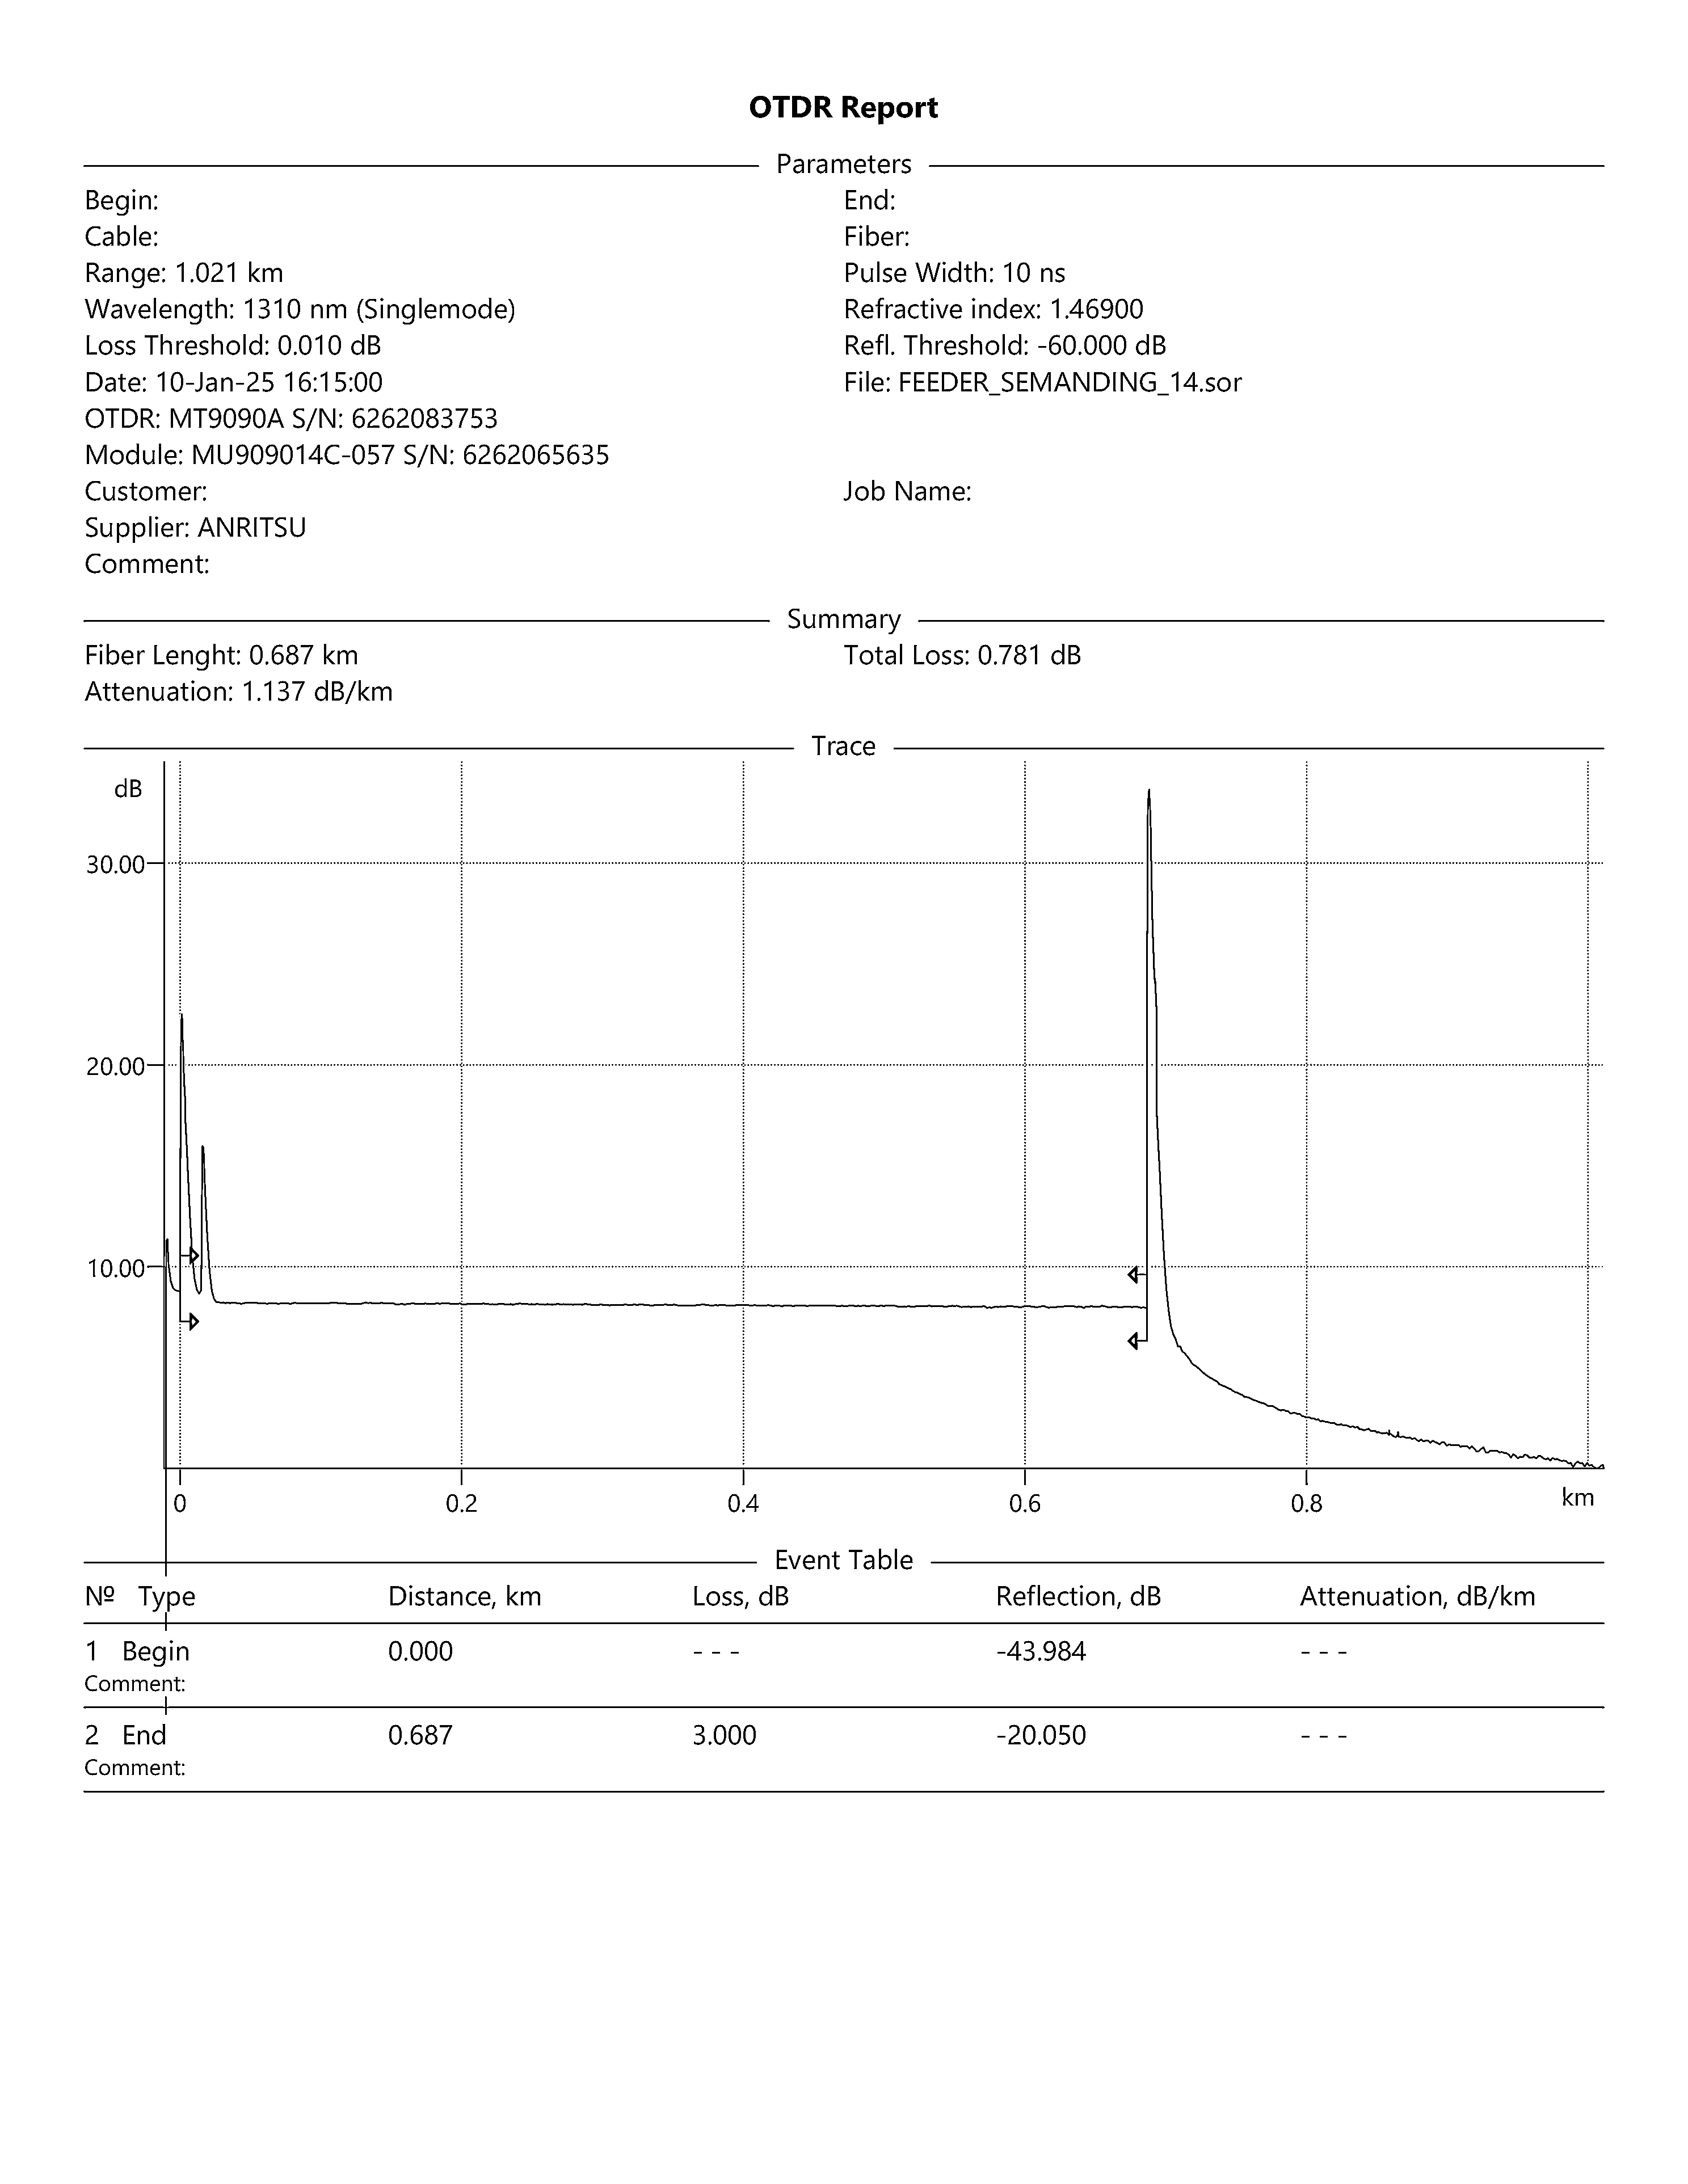 OTDR Report
Parameters
Begin: End:
Cable: Fiber:
Range: 1.021 km Pulse Width: 10 ns
Wavelength: 1310 nm (Singlemode) Refractive index: 1.46900
Loss Threshold: 0.010 dB Refl. Threshold: -60.000 dB
Date: 10-Jan-25 16:15:00 File: FEEDER_SEMANDING_14.sor
OTDR: MT9090A S/N: 6262083753
Module: MU909014C-057 S/N: 6262065635
Customer: Job Name:
Supplier: ANRITSU
Comment:
Summary
Fiber Lenght: 0.687 km Total Loss: 0.781 dB
Attenuation: 1.137 dB/km
Trace
dB
30.00
20.00
10.00
0 0.2 0.4 0.6 0.8 km
Event Table
Nº Type Distance, km Loss, dB Reflection, dB Attenuation, dB/km
1 Begin 0.000 - - - -43.984 - - -
Comment:
2 End 0.687 3.000 -20.050 - - -
Comment: